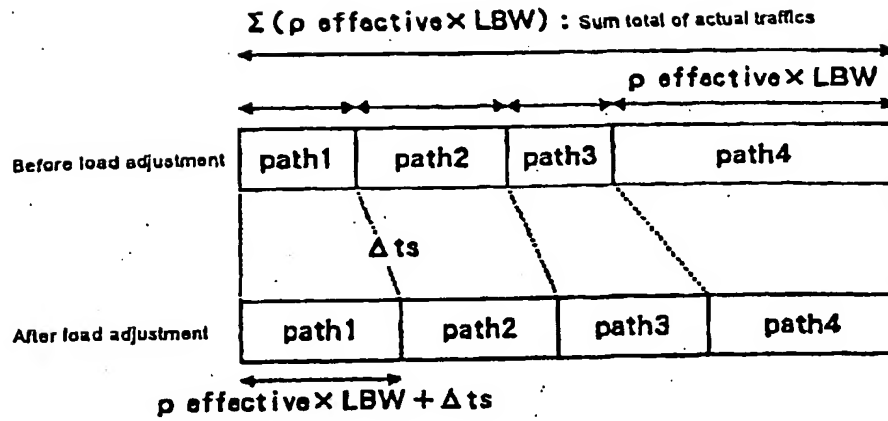 Σ(ρ effective×LBW) : Sum total of actual traffics
ρ effective×LBW
Before load adjustment path1 path2 path3 path4
Δts
After load adjustment path1 path2 path3 path4
ρ effective×LBW+Δts